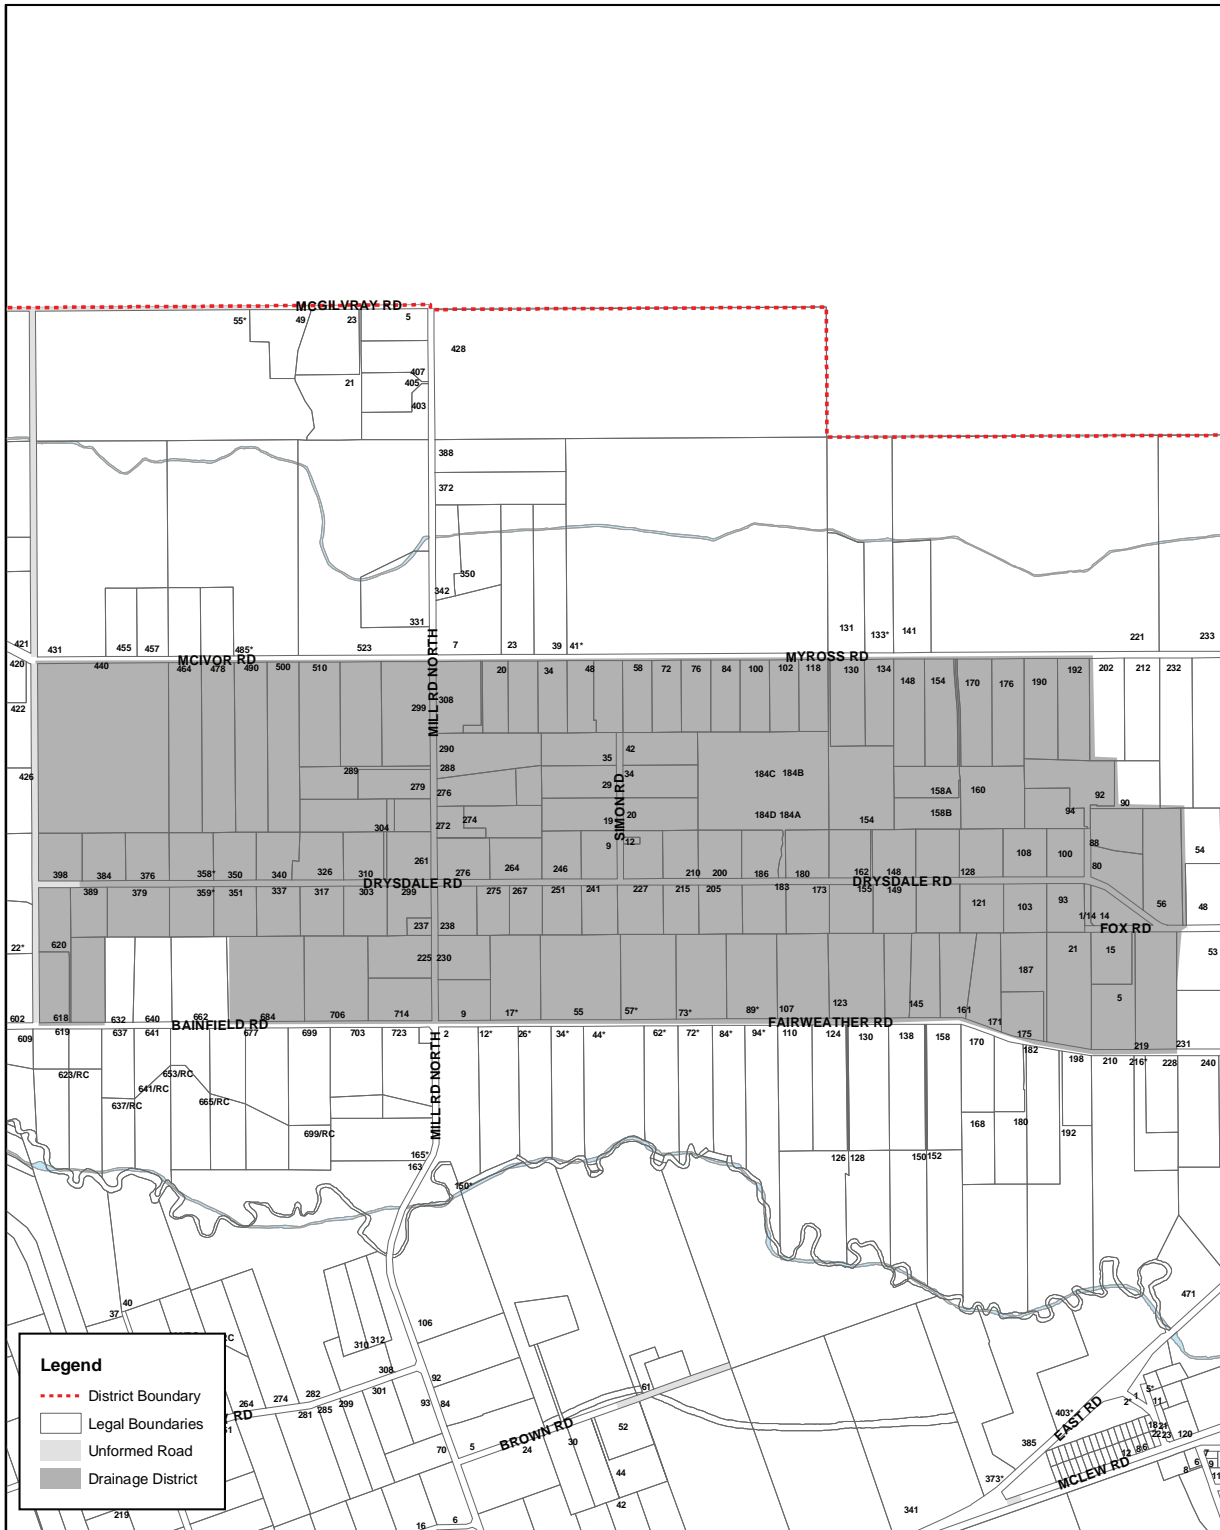 MCGILVRAY RD
55* 49 23 5
428
21 407
405
403
388
372
350
342
331
421 431 455 457 485* 523 7 23 39 41* 131 133* 141 221 233
MCIVOR RD MILL RD NORTH MYROSS RD
420 440 464 478 490 500 510 20 34 48 58 72 76 84 100 102 118 130 134 148 154 170 176 190 192 202 212 232
422 299 308
290 35 42
426 289 288 34 184C 184B
279 276 29 SIMON RD 158A 160 92 90
304 272 274 19 20 184D 184A 154 158B 94
261 9 12 88 54
398 384 376 358* 350 340 326 310 276 264 246 210 200 186 180 162 148 128 108 100 80
DRYSDALE RD DRYSDALE RD
389 379 359* 351 337 317 303 299 275 267 251 241 227 215 205 183 173 155 149 121 103 93 56 48
237 238 1/14 14
FOX RD
22* 620 225 230 187 21 15 53
5
602 618 632 640 662 684 706 714 9 17* 55 57* 73* 89* 107 123 145 161 171 175
BAINFIELD RD FAIRWEATHER RD
609 619 637 641 677 699 703 723 2 12* 26* 34* 44* 62* 72* 84* 94* 110 124 130 138 158 170 182 198 210 216* 219 228 231 240
MILL RD NORTH
623/RC 653/RC
641/RC
637/RC 665/RC
699/RC
168 180 192
165* 126 128 150 152
163
150*
40
37
471
106
310 312
308
92
301
93 84
264 274 282
281 285 299
RD
61
BROWN RD
5 24 30 52
70
44
42
16 6
219
403* EAST RD
385
373*
341
2* 1 5* 11
18 21
22 23 120
12 8 6
MCLEW RD
7
6 9
8 11
Legend
District Boundary
Legal Boundaries
Unformed Road
Drainage District